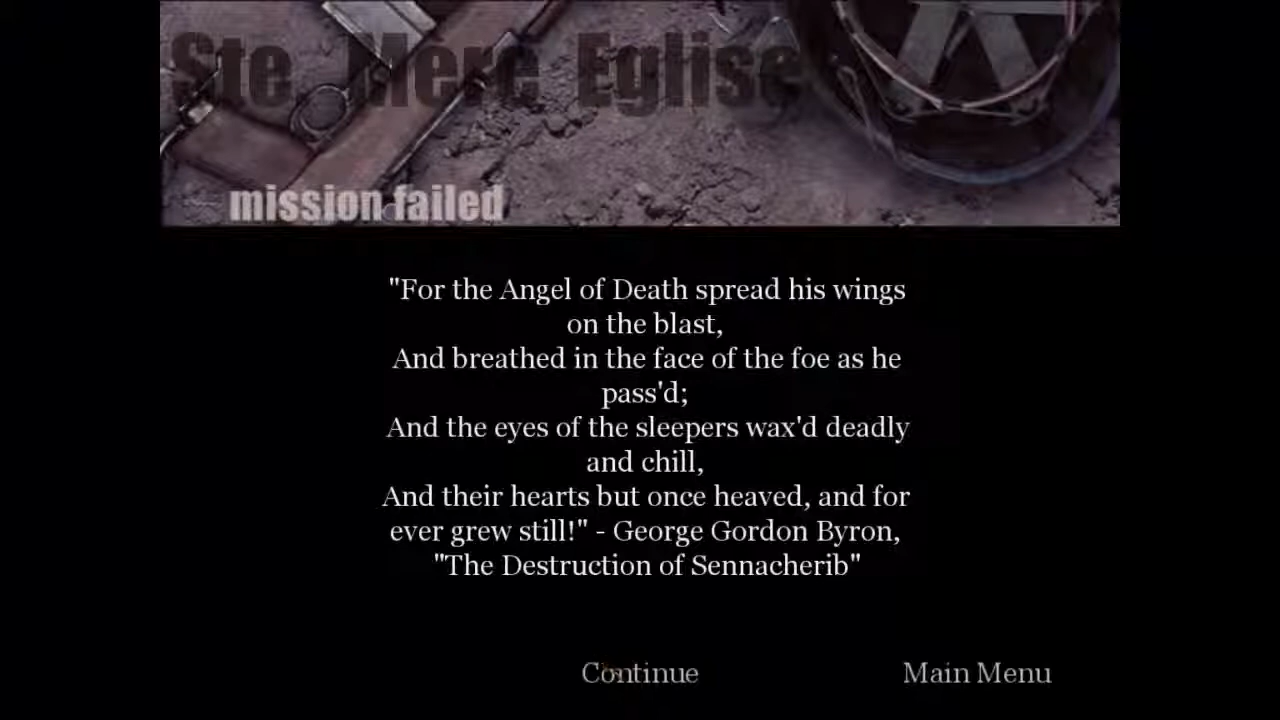 Ste. Mere Eglise
mission failed
"For the Angel of Death spread his wings
on the blast,
And breathed in the face of the foe as he
pass'd;
And the eyes of the sleepers wax'd deadly
and chill,
And their hearts but once heaved, and for
ever grew still!" - George Gordon Byron,
"The Destruction of Sennacherib"
Continue
Main Menu